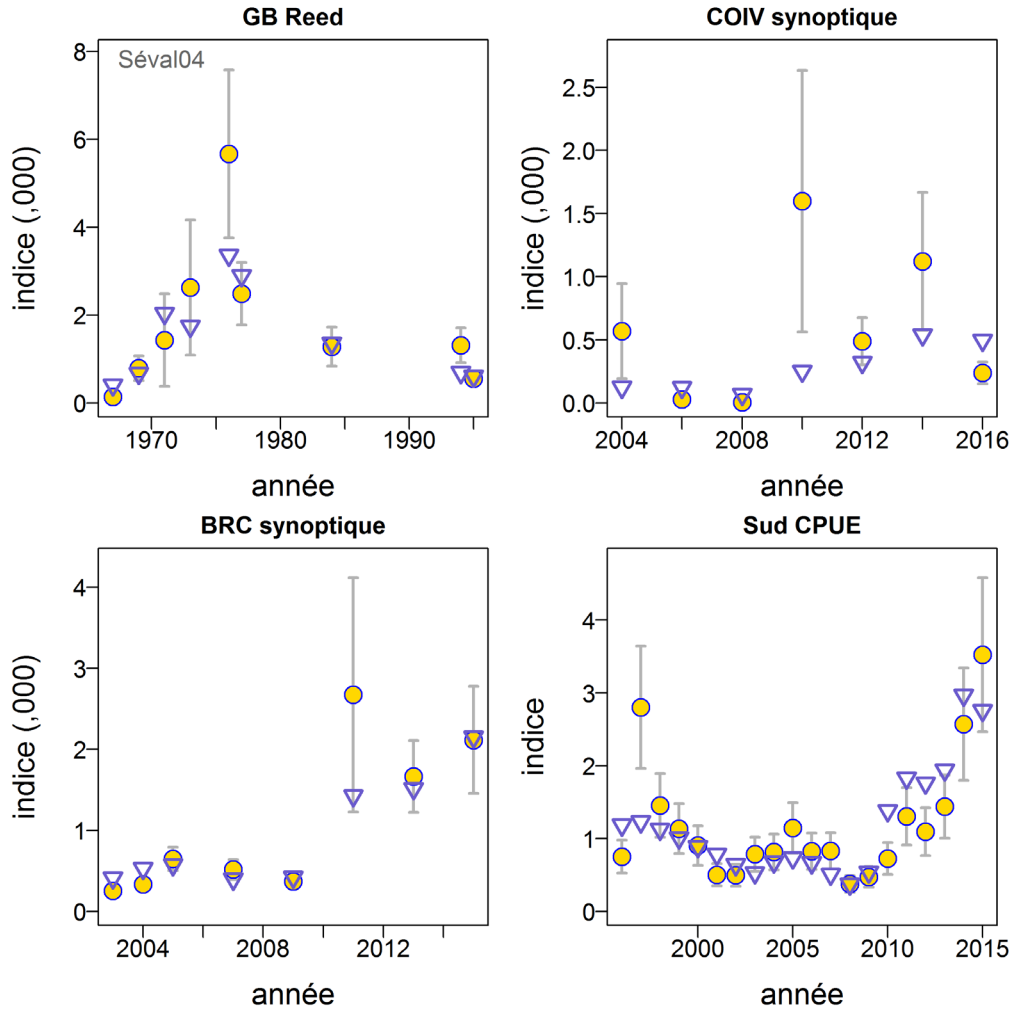 GB Reed
Séval04
indice (,000)
8
6
4
2
0
1970 1980 1990
année
COIV synoptique
indice (,000)
2.5
2.0
1.5
1.0
0.5
0.0
2004 2008 2012 2016
année
BRC synoptique
indice (,000)
4
3
2
1
0
2004 2008 2012
année
Sud CPUE
indice
4
3
2
1
0
2000 2005 2010 2015
année